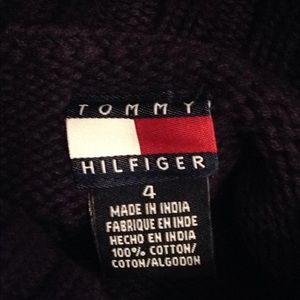 TOMMY
HILFIGER
4
MADE IN INDIA
FABRIQUE EN INDE
HECHO EN INDIA
100% COTTON/
COTON/ALGODON